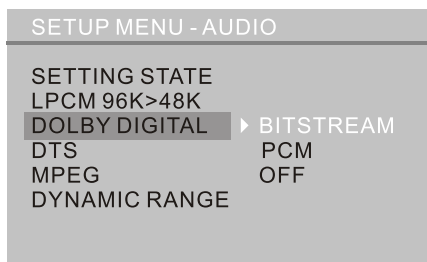 SETUP MENU - AUDIO
SETTING STATE
LPCM 96K>48K
DOLBY DIGITAL BITSTREAM
DTS PCM
MPEG OFF
DYNAMIC RANGE